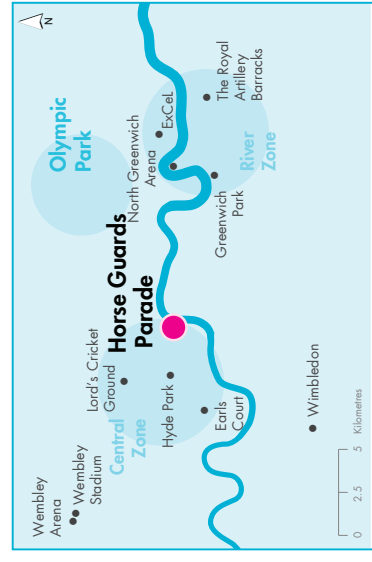 Wembley
Arena
Wembley
Stadium
Lord's Cricket
Ground
Central
Zone
Horse Guards
Parade
Hyde Park
Earls
Court
Wimbledon
Olympic
Park
North Greenwich
Arena
ExCeL
Greenwich
Park
River
Zone
The Royal
Artillery
Barracks
N
0 2.5 5 Kilometres